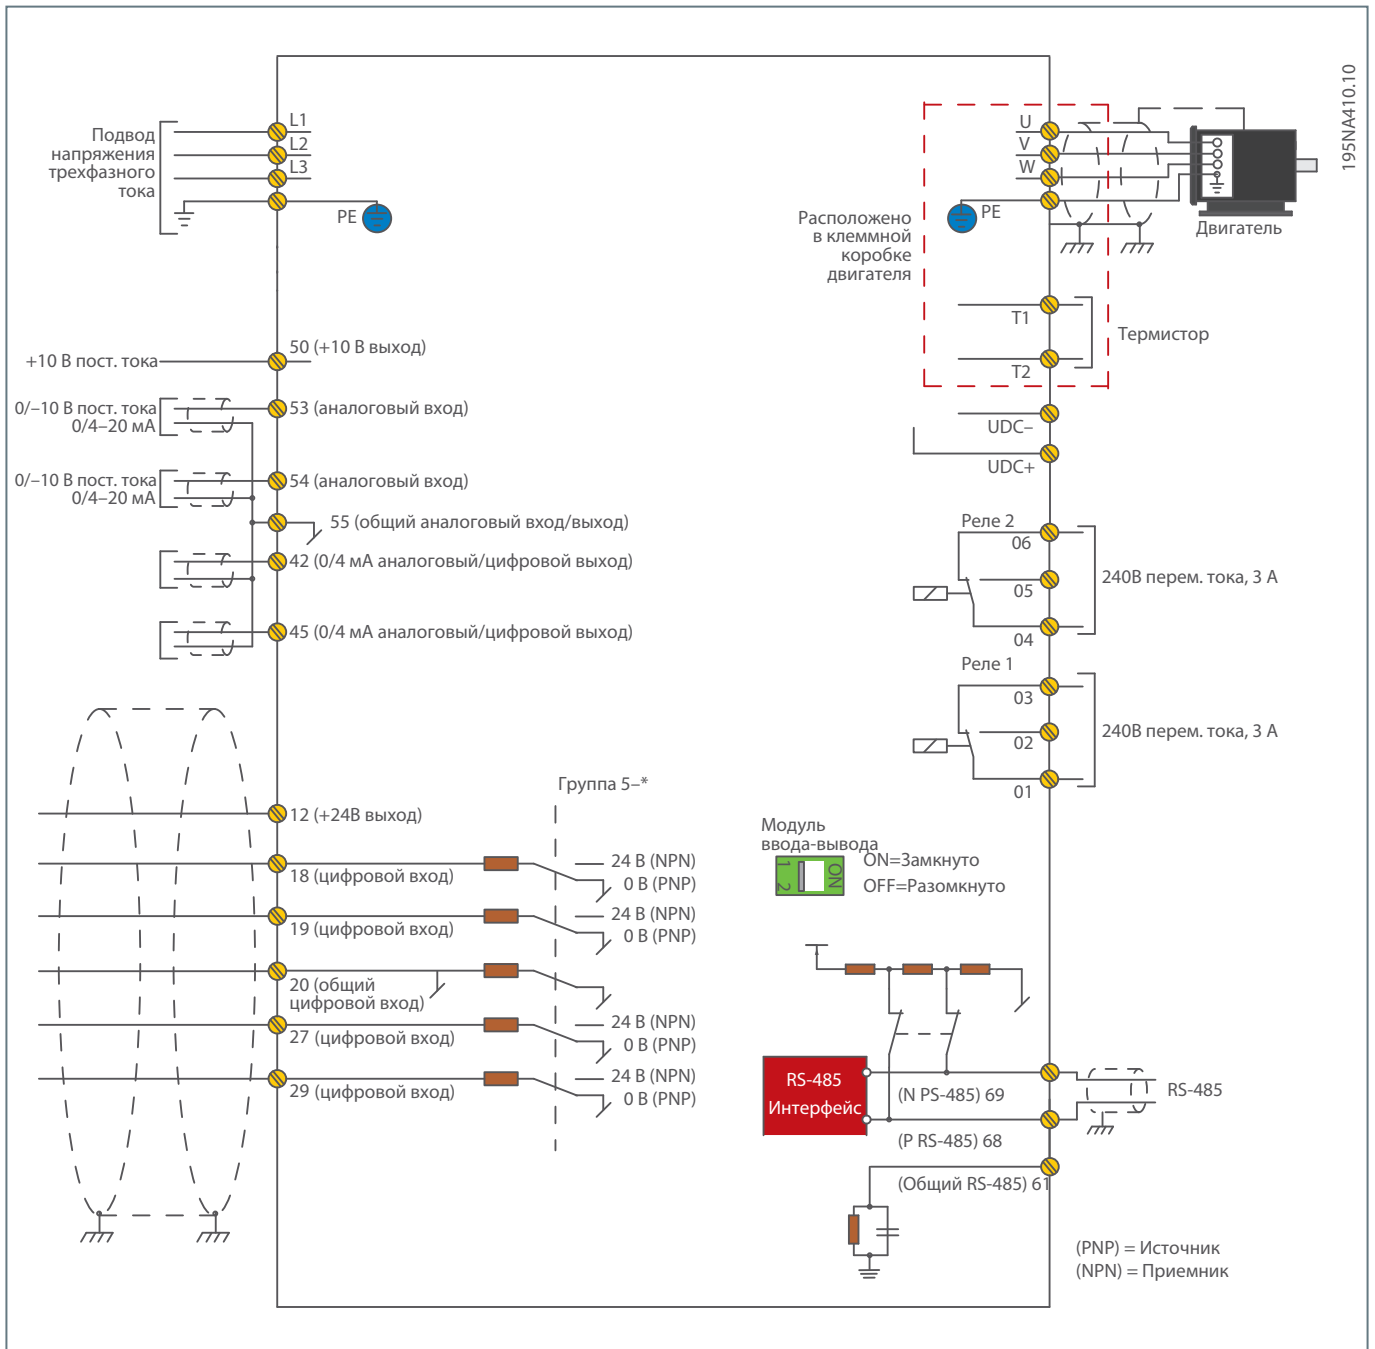 195NA410.10
Подвод
напряжения
трехфазного
тока
L1
L2
L3
PE
U
V
W
PE
Расположено
в клеммной
коробке
двигателя
Двигатель
T1
T2
Термистор
+10 В пост. тока
50 (+10 В выход)
0/–10 В пост. тока
0/4–20 мА
53 (аналоговый вход)
0/–10 В пост. тока
0/4–20 мА
54 (аналоговый вход)
55 (общий аналоговый вход/выход)
42 (0/4 мА аналоговый/цифровой выход)
45 (0/4 мА аналоговый/цифровой выход)
UDC–
UDC+
Реле 2
06
05
04
240В перем. тока, 3 А
Реле 1
03
02
01
240В перем. тока, 3 А
Группа 5–*
12 (+24В выход)
18 (цифровой вход)
24 В (NPN)
0 В (PNP)
19 (цифровой вход)
24 В (NPN)
0 В (PNP)
20 (общий
цифровой вход)
27 (цифровой вход)
24 В (NPN)
0 В (PNP)
29 (цифровой вход)
24 В (NPN)
0 В (PNP)
Модуль
ввода-вывода
1 2
ON
ON=Замкнуто
OFF=Разомкнуто
RS-485
Интерфейс
(N PS-485) 69
(P RS-485) 68
(Общий RS-485) 61
RS-485
(PNP) = Источник
(NPN) = Приемник